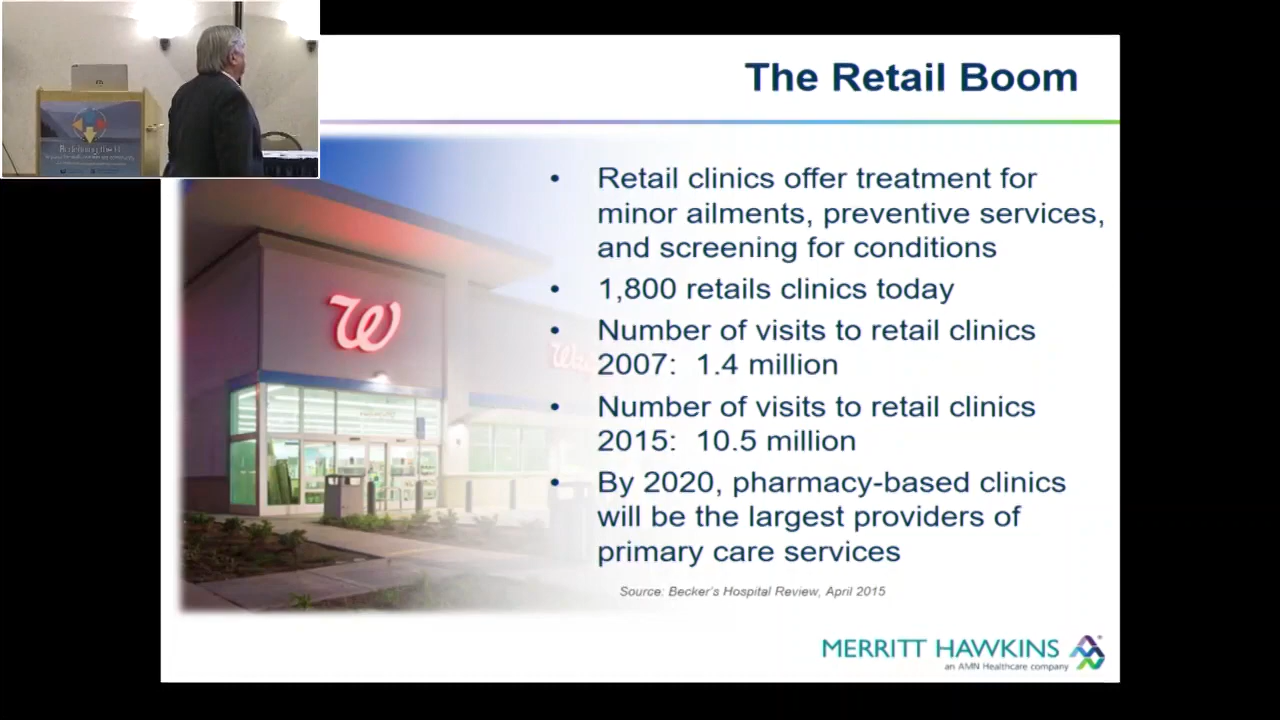 The Retail Boom
• Retail clinics offer treatment for
minor ailments, preventive services,
and screening for conditions
• 1,800 retails clinics today
• Number of visits to retail clinics
2007: 1.4 million
• Number of visits to retail clinics
2015: 10.5 million
• By 2020, pharmacy-based clinics
will be the largest providers of
primary care services
Source: Becker's Hospital Review, April 2015
MERRITT HAWKINS
an AMN Healthcare company
W